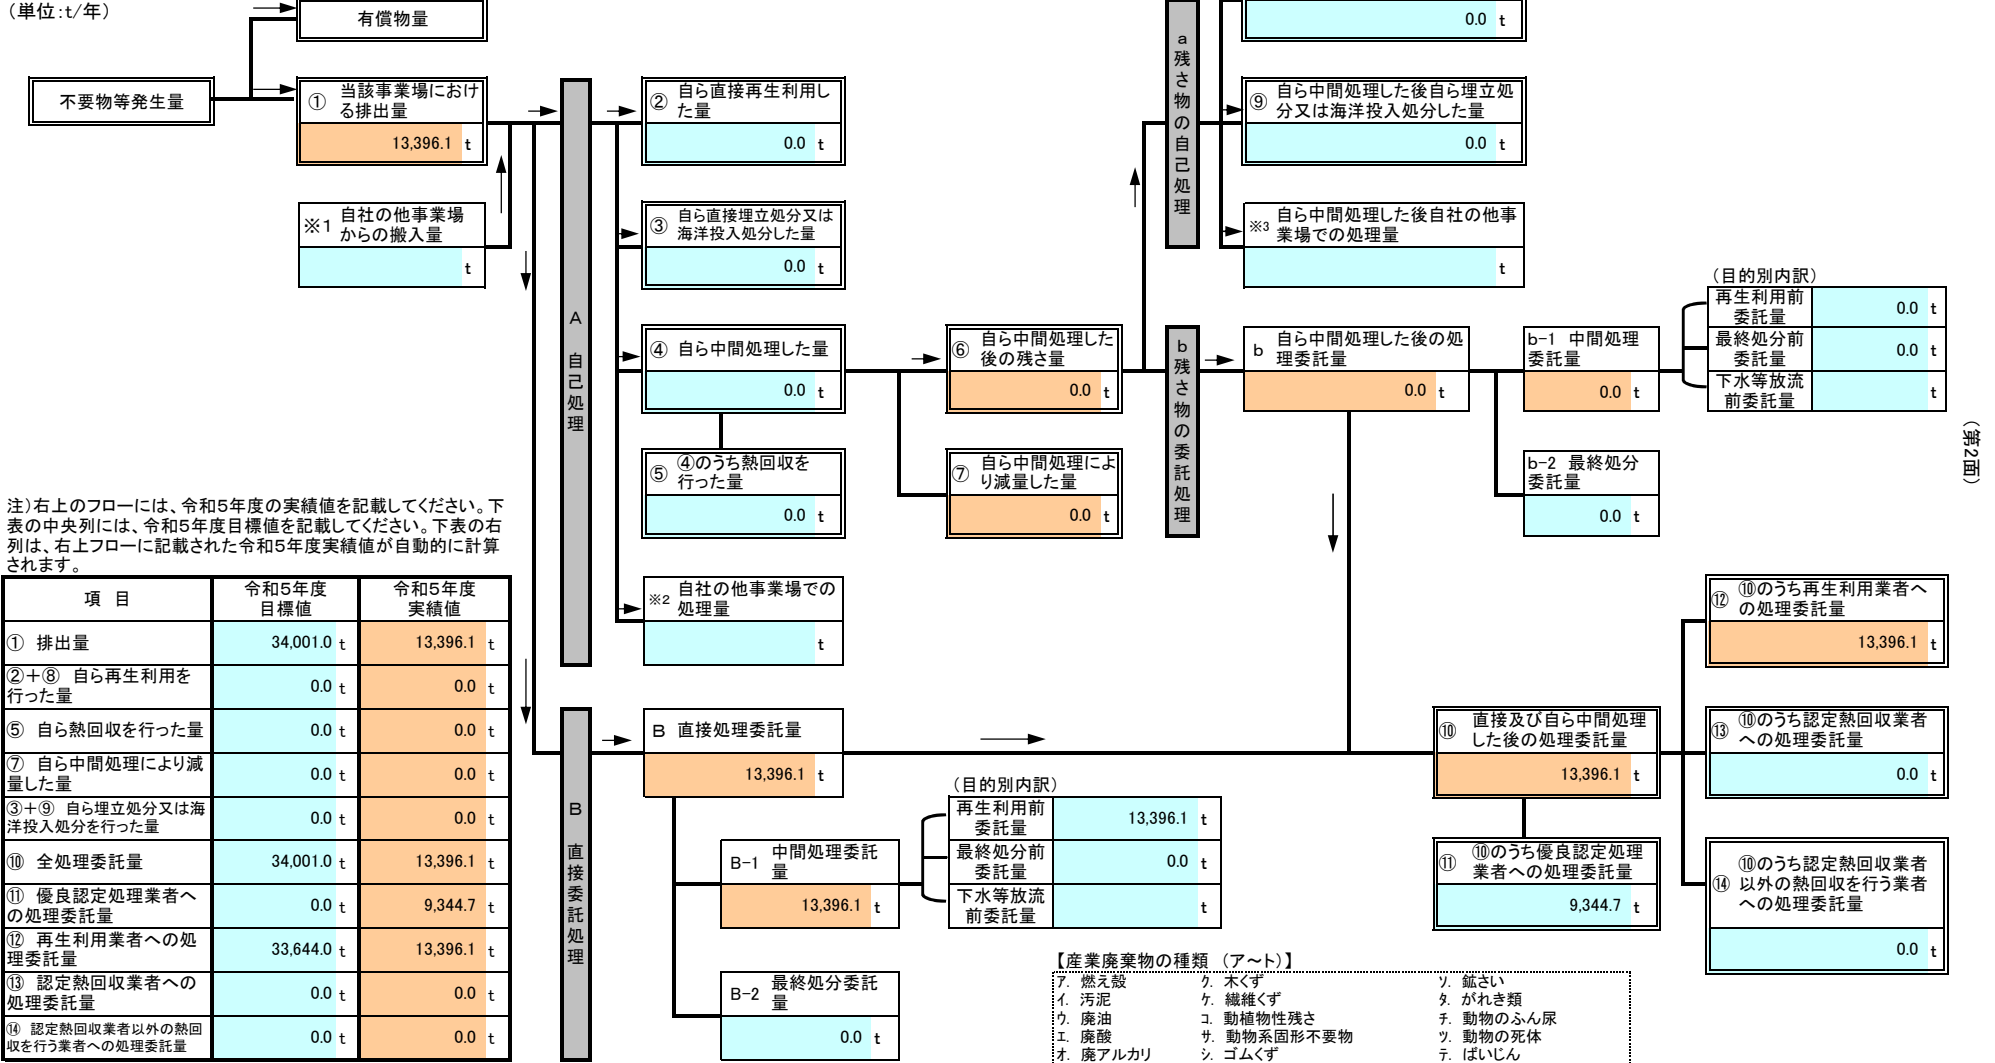 （単位：t/年）
有償物量
不要物等発生量
① 当該事業場におけ
る排出量
13,396.1 t
※1 自社の他事業場
からの搬入量
t
A 自己処理
② 自ら直接再生利用し
た量
0.0 t
③ 自ら直接埋立処分又は
海洋投入処分した量
0.0 t
④ 自ら中間処理した量
0.0 t
⑤ ④のうち熱回収を
行った量
0.0 t
※2 自社の他事業場での
処理量
t
⑥ 自ら中間処理した
後の残さ量
0.0 t
⑦ 自ら中間処理によ
り減量した量
0.0 t
a残さ物の自己処理
0.0 t
⑨ 自ら中間処理した後自ら埋立処
分又は海洋投入処分した量
0.0 t
※3 自ら中間処理した後自社の他事
業場での処理量
t
b残さ物の委託処理
b 自ら中間処理した後の処
理委託量
0.0 t
b-1 中間処理
委託量
0.0 t
（目的別内訳）
再生利用前
委託量
0.0 t
最終処分前
委託量
0.0 t
下水等放流
前委託量
t
b-2 最終処分
委託量
0.0 t
（第2面）
注）右上のフローには、令和5年度の実績値を記載してください。下
表の中央列には、令和5年度目標値を記載してください。下表の右
列は、右上フローに記載された令和5年度実績値が自動的に計算
されます。
項 目
令和5年度
目標値
令和5年度
実績値
① 排出量 34,001.0 t 13,396.1 t
②＋⑧ 自ら再生利用を
行った量
0.0 t 0.0 t
⑤ 自ら熱回収を行った量 0.0 t 0.0 t
⑦ 自ら中間処理により減
量した量
0.0 t 0.0 t
③＋⑨ 自ら埋立処分又は海
洋投入処分を行った量
0.0 t 0.0 t
⑩ 全処理委託量 34,001.0 t 13,396.1 t
⑪ 優良認定処理業者へ
の処理委託量
0.0 t 9,344.7 t
⑫ 再生利用業者への処
理委託量
33,644.0 t 13,396.1 t
⑬ 認定熱回収業者への
処理委託量
0.0 t 0.0 t
⑭ 認定熱回収業者以外の熱回
収を行う業者への処理委託量
0.0 t 0.0 t
B 直接委託処理
B 直接処理委託量
13,396.1 t
B-1 中間処理委託
量
13,396.1 t
（目的別内訳）
再生利用前
委託量
13,396.1 t
最終処分前
委託量
0.0 t
下水等放流
前委託量
t
B-2 最終処分委託
量
0.0 t
⑩ 直接及び自ら中間処理
した後の処理委託量
13,396.1 t
⑪ ⑩のうち優良認定処理
業者への処理委託量
9,344.7 t
⑫ ⑩のうち再生利用業者へ
の処理委託量
13,396.1 t
⑬ ⑩のうち認定熱回収業者
への処理委託量
0.0 t
⑭ ⑩のうち認定熱回収業者
以外の熱回収を行う業者
への処理委託量
0.0 t
【産業廃棄物の種類 （ア～ト）】
ア. 燃え殻 ク. 木くず ソ. 鉱さい
イ. 汚泥 ケ. 繊維くず タ. がれき類
ウ. 廃油 コ. 動植物性残さ チ. 動物のふん尿
エ. 廃酸 サ. 動物系固形不要物 ツ. 動物の死体
オ. 廃アルカリ シ. ゴムくず テ. ばいじん